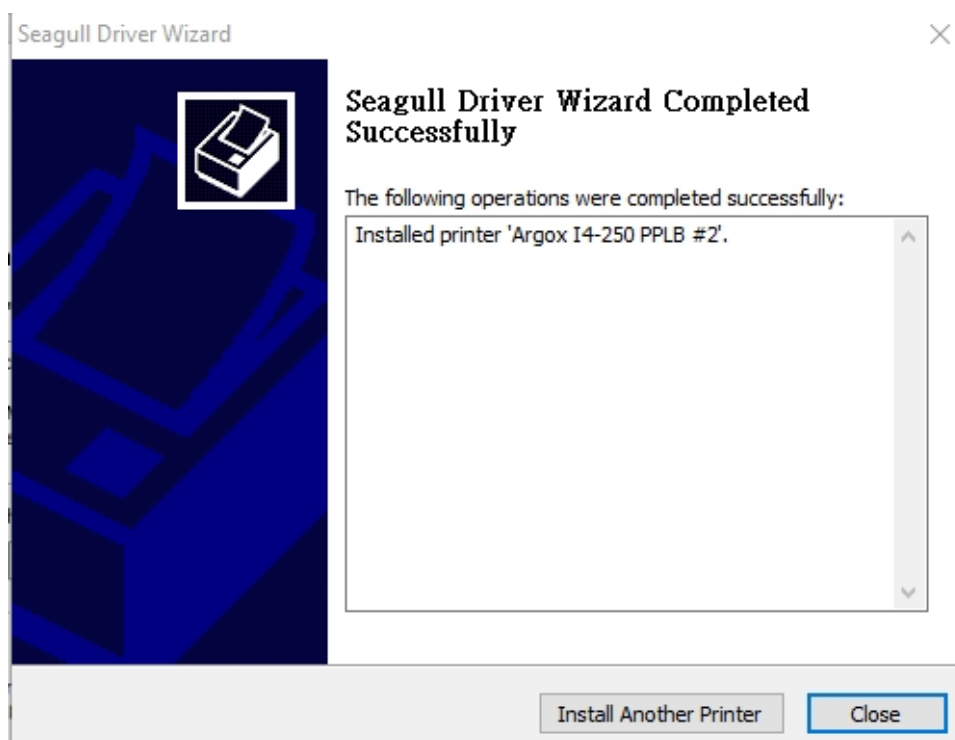 Seagull Driver Wizard
Seagull Driver Wizard Completed
Successfully
The following operations were completed successfully:
Installed printer 'Argox I4-250 PPLB #2'.
Install Another Printer
Close